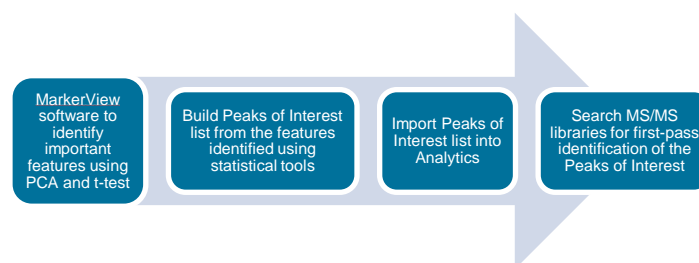 MarkerView
software to
identify
important
features using
PCA and t-test
Build Peaks of Interest
list from the features
identified using
statistical tools
Import Peaks of
Interest list into
Analytics
Search MS/MS
libraries for first-pass
identification of the
Peaks of Interest